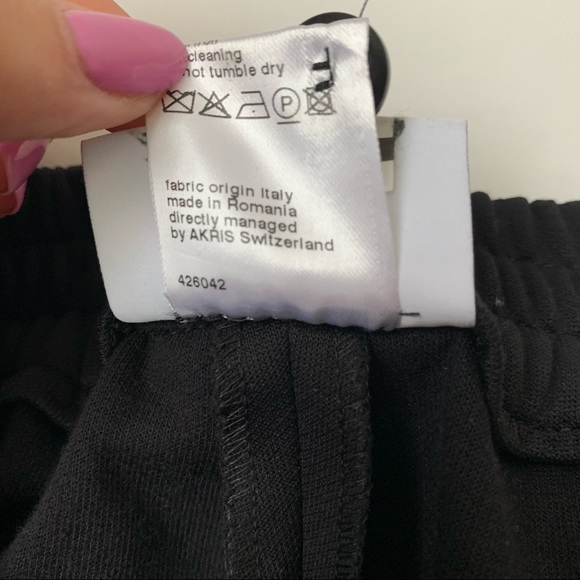 cleaning
not tumble dry
P
fabric origin Italy
made in Romania
directly managed
by AKRIS Switzerland
426042